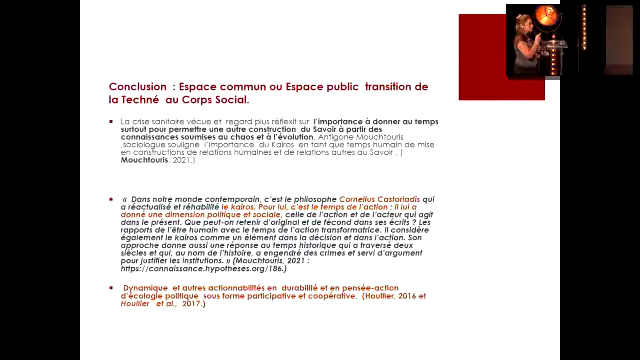 Conclusion : Espace commun ou Espace public transition de
la Techné au Corps Social.
La crise sanitaire vécue et regard plus réflexit sur l'importance à donner au temps
surtout pour permettre une autre construction du Savoir à partir des
connaissances soumises au chaos et à l'évolution. Antigone Mouchtouris
,sociologue souligne l'importance du Kairos en tant que temps humain de mise
en constructions de relations humaines et de relations autres au Savoir . (
Mouchtouris, 2021.)
« Dans notre monde contemporain, c'est le philosophe Cornelius Castoriadis qui
a réactualisé et réhabilité le kaïros. Pour lui, c'est le temps de l'action ; il lui a
donné une dimension politique et sociale, celle de l'action et de l'acteur qui agit
dans le présent. Que peut-on retenir d'original et de fécond dans ses écrits ? Les
rapports de l'être humain avec le temps de l'action transformatrice. Il considère
également le kaïros comme un élément dans la décision et dans l'action. Son
approche donne aussi une réponse au temps historique qui a traversé deux
siècles et qui, au nom de l'histoire, a engendré des crimes et servi d'argument
pour justifier les institutions. » (Mouchtouris, 2021 :
https://connaissance.hypotheses.org/186.)
Dynamique et autres actionnabilités en durabilité et en pensée-action
d'écologie politique sous forme participative et coopérative. (Houllier, 2016 et
Houllier et al., 2017.)